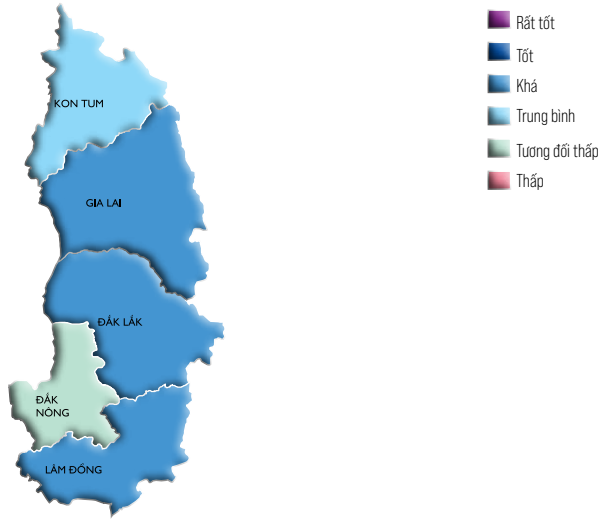 Rất tốt
Tốt
Khá
Trung bình
Tương đối thấp
Thấp
KON TUM
GIA LAI
ĐẮK LẮK
ĐẮK
NÔNG
LÂM ĐỒNG